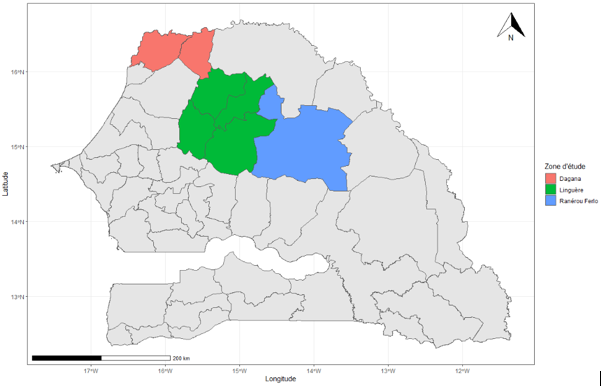 N
16°N
15°N
14°N
13°N
Latitude
17°W
16°W
15°W
14°W
13°W
12°W
Longitude
200 km
Zone d'étude
Dagana
Linguère
Ranérou Ferlo